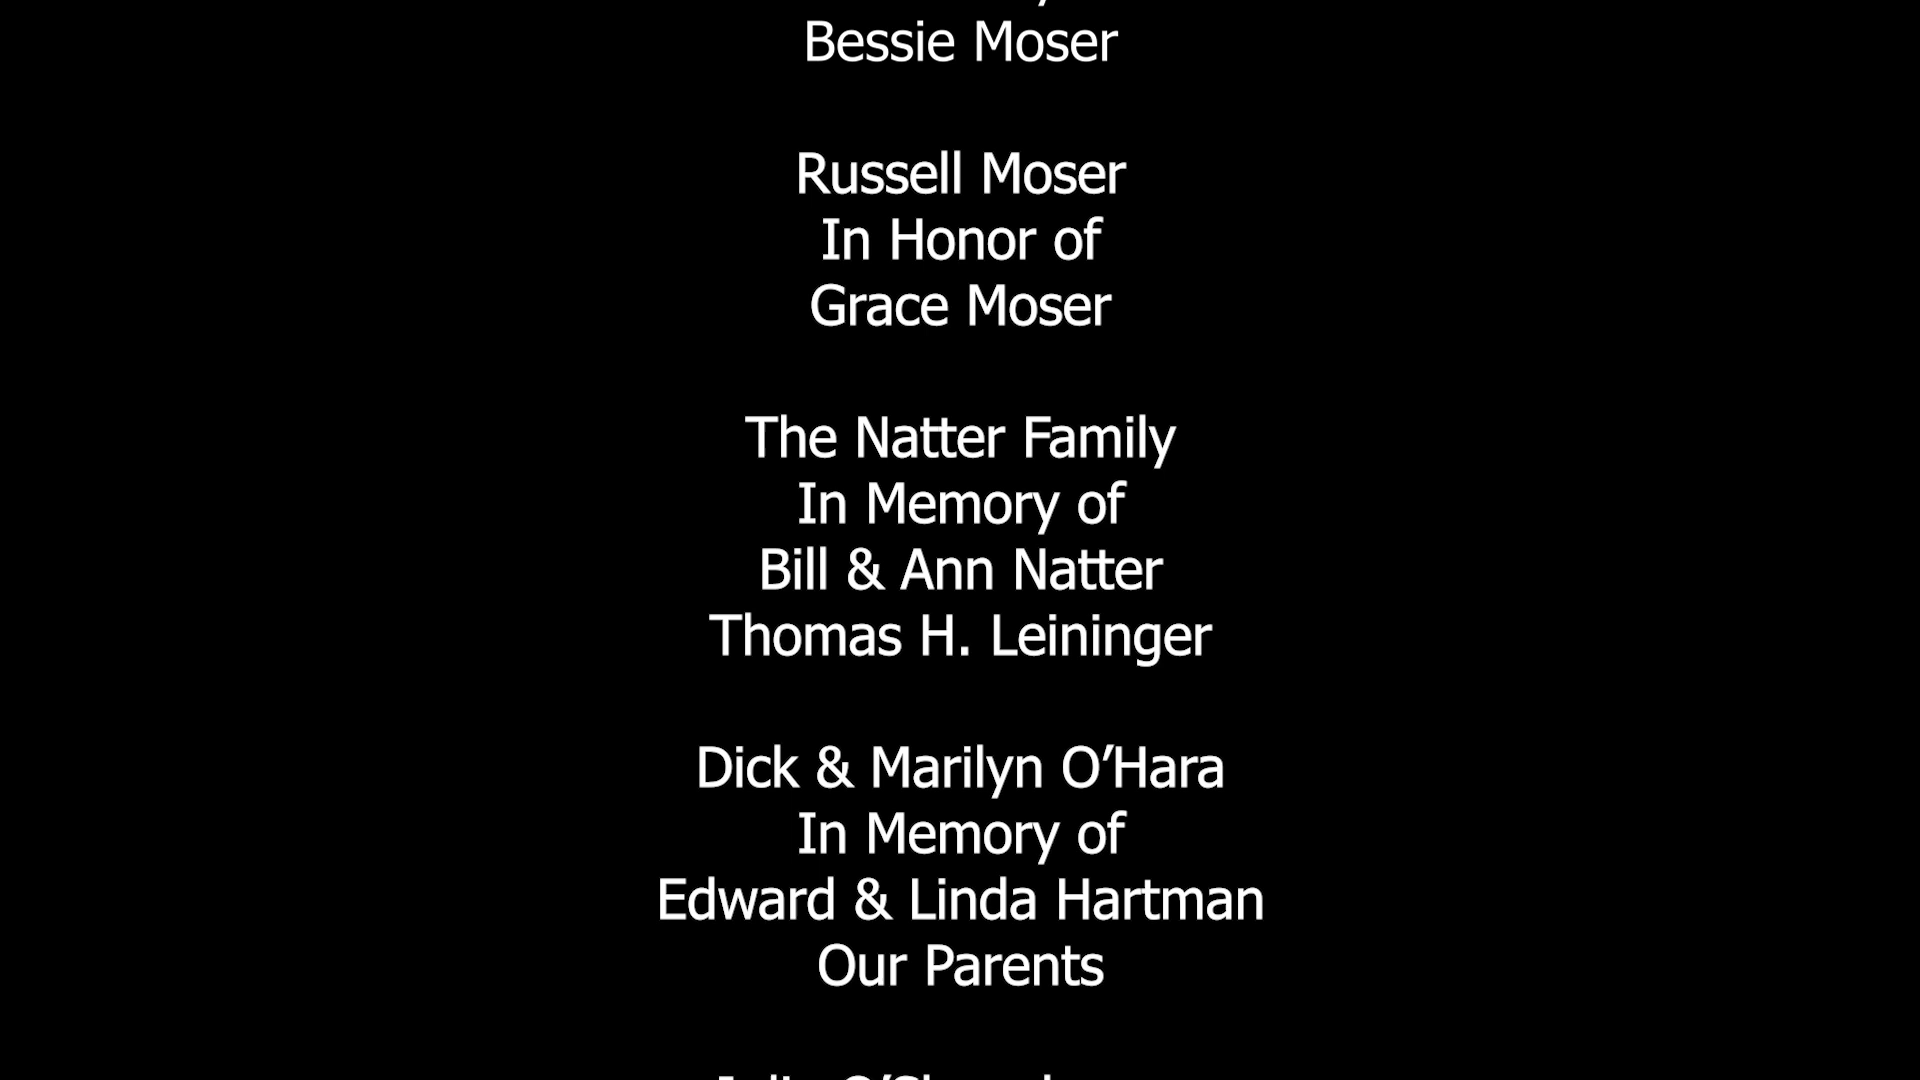 Bessie Moser
Russell Moser
In Honor of
Grace Moser
The Natter Family
In Memory of
Bill & Ann Natter
Thomas H. Leininger
Dick & Marilyn O’Hara
In Memory of
Edward & Linda Hartman
Our Parents